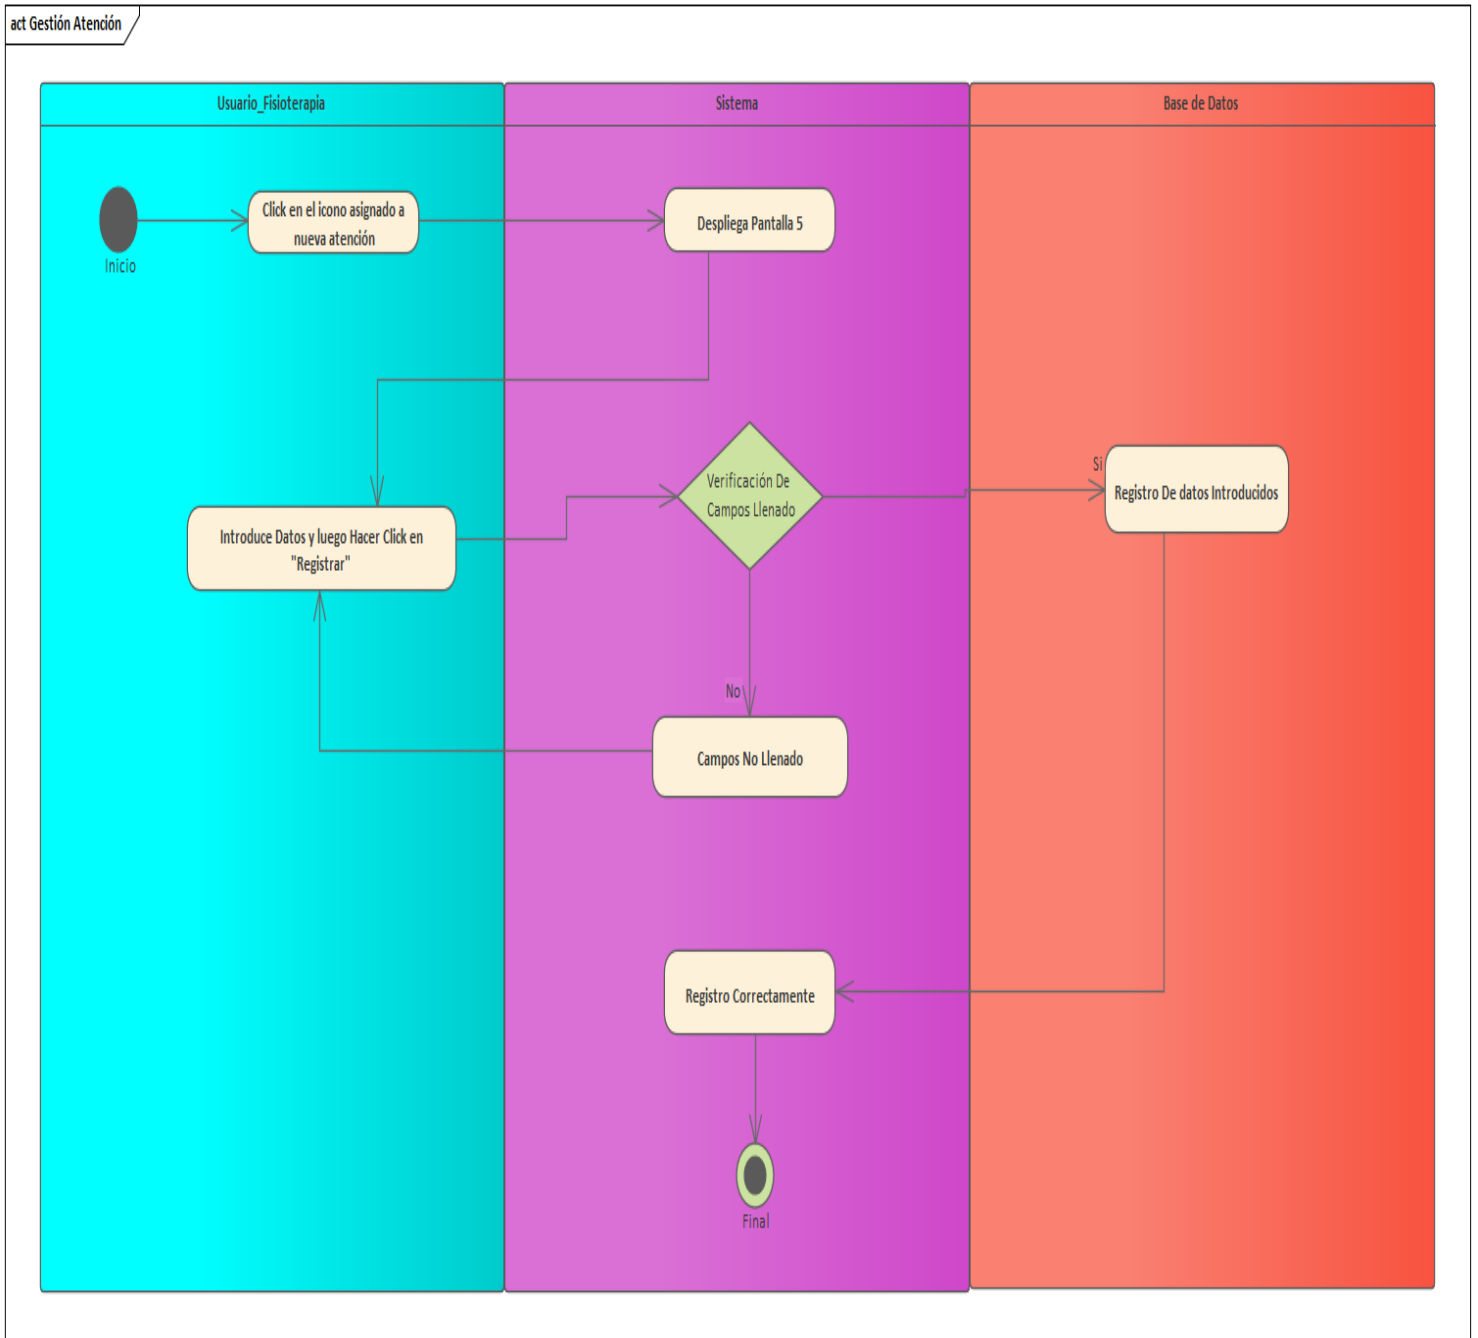 act Gestión Atención
Usuario_Fisioterapia
Sistema
Base de Datos
Click en el icono asignado a
nueva atención
Despliega Pantalla 5
Inicio
Verificación De
Campos Llenado
Si
Registro De datos Introducidos
Introduce Datos y luego Hacer Click en
"Registrar"
No
Campos No Llenado
Registro Correctamente
Final